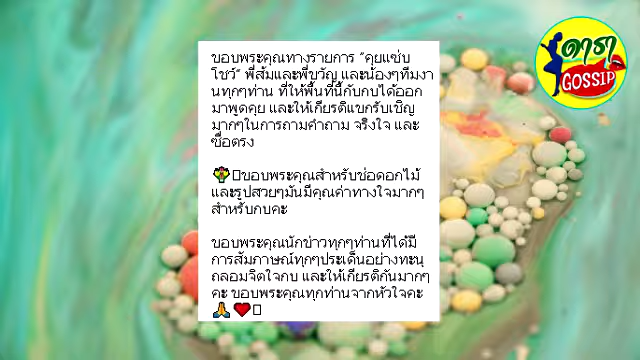 ดารา
GOSSIP
ขอบพระคุณทางรายการ “คุยแซ่บ
โชว์” พี่ส้มและพี่ขวัญ และน้องๆทีมงา
นทุกๆท่าน ที่ให้พื้นที่นี้กับกบได้ออก
มาพูดคุย และให้เกียรติแขกรับเชิญ
มากๆในการถามคำถาม จริงใจ และ
ซื่อตรง
💐ขอบพระคุณสำหรับช่อดอกไม้
และรูปสวยๆมันมีคุณค่าทางใจมากๆ
สำหรับกบคะ
ขอบพระคุณนักข่าวทุกๆท่านที่ได้มี
การสัมภาษณ์ทุกๆประเด็นอย่างทะนุ
ถลอมจิตใจกบ และให้เกียรติกันมากๆ
คะ ขอบพระคุณทุกท่านจากหัวใจคะ
🙏❤️